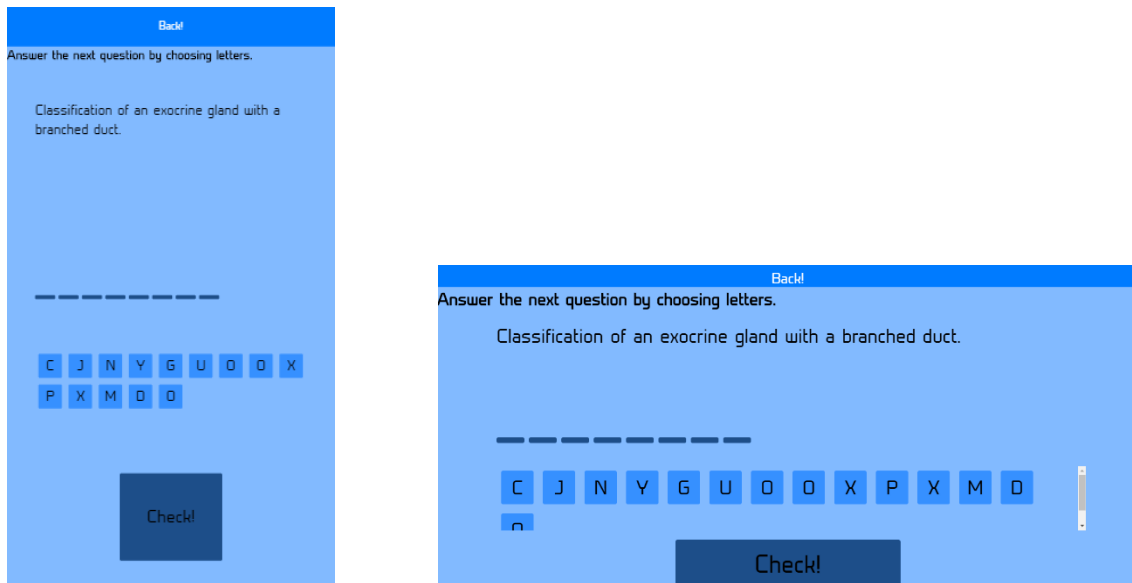 Back!
Answer the next question by choosing letters.
Classification of an exocrine gland with a
branched duct.
C J N Y G U O O X
P X M D O
Check!
Back!
Answer the next question by choosing letters.
Classification of an exocrine gland with a branched duct.
C J N Y G U O O X P X M D
Check!